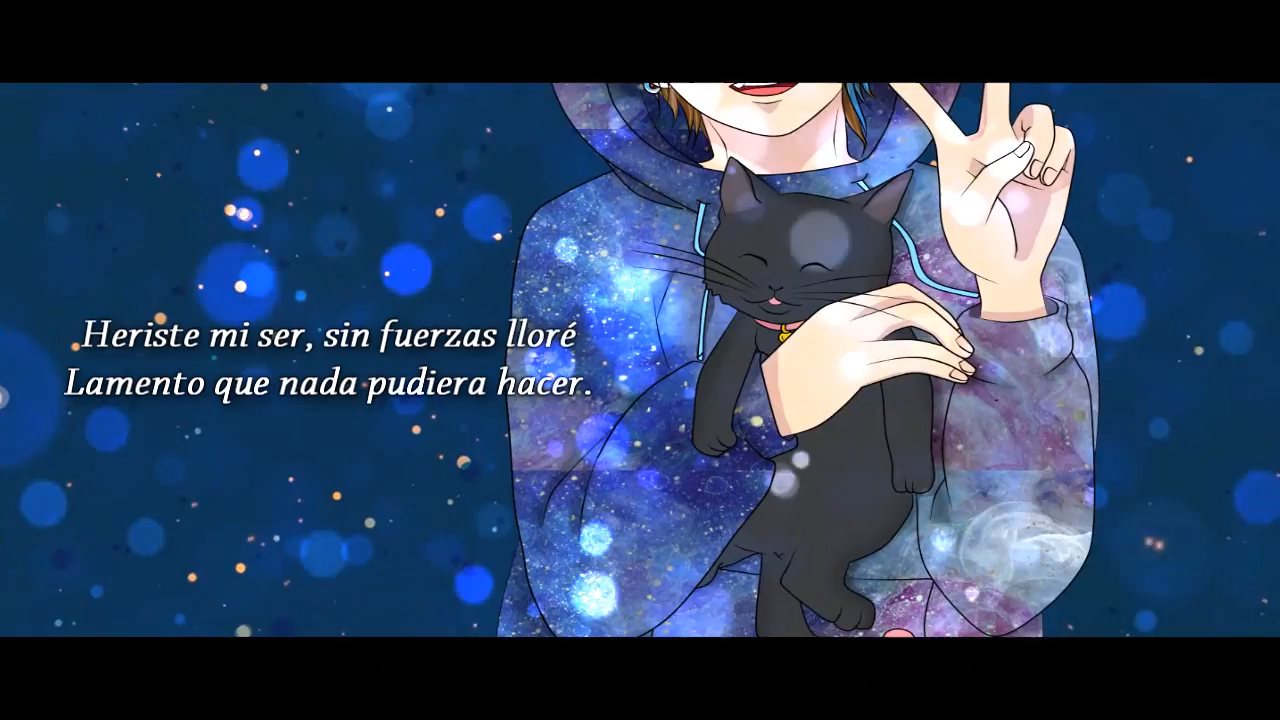 Heriste mi ser, sin fuerzas lloré
Lamento que nada pudiera hacer.